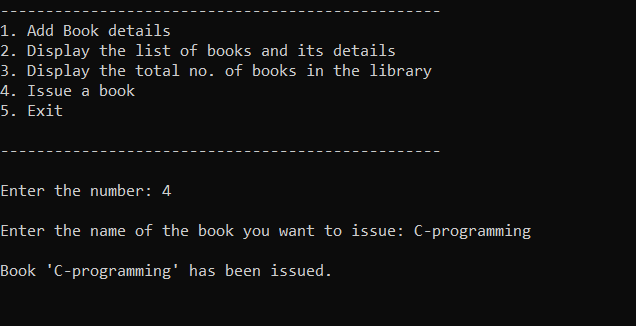 -------------------------------------------------
1. Add Book details
2. Display the list of books and its details
3. Display the total no. of books in the library
4. Issue a book
5. Exit
-------------------------------------------------
Enter the number: 4
Enter the name of the book you want to issue: C-programming
Book 'C-programming' has been issued.